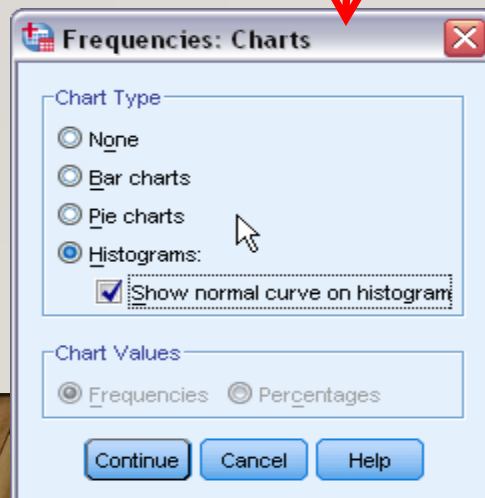 Frequencies: Charts
Chart Type
None
Bar charts
Pie charts
Histograms:
Show normal curve on histogram
Chart Values
Frequencies Percentages
Continue Cancel Help